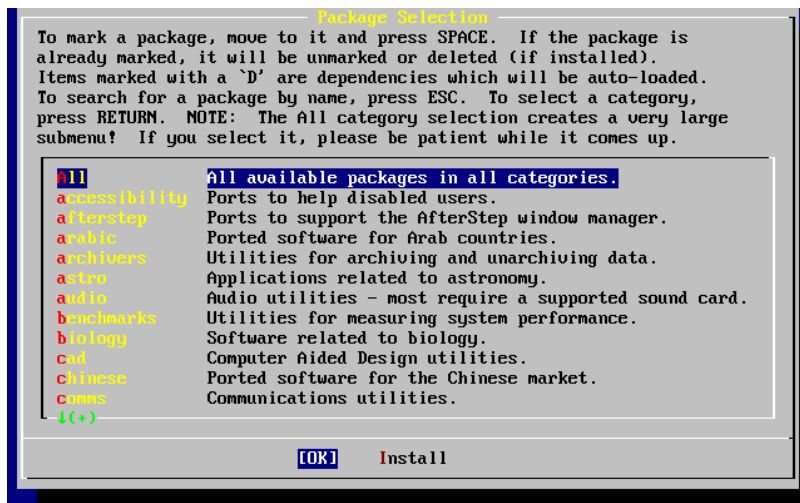 Package Selection
To mark a package, move to it and press SPACE.  If the package is
already marked, it will be unmarked or deleted (if installed).
Items marked with a `D' are dependencies which will be auto-loaded.
To search for a package by name, press ESC.  To select a category,
press RETURN.  NOTE:  The All category selection creates a very large
submenu!  If you select it, please be patient while it comes up.
All All available packages in all categories.
accessibility Ports to help disabled users.
afterstep Ports to support the AfterStep window manager.
arabic Ported software for Arab countries.
archivers Utilities for archiving and unarchiving data.
astro Applications related to astronomy.
audio Audio utilities - most require a supported sound card.
benchmarks Utilities for measuring system performance.
biology Software related to biology.
cad Computer Aided Design utilities.
chinese Ported software for the Chinese market.
comms Communications utilities.
↓(+)
[OK] Install